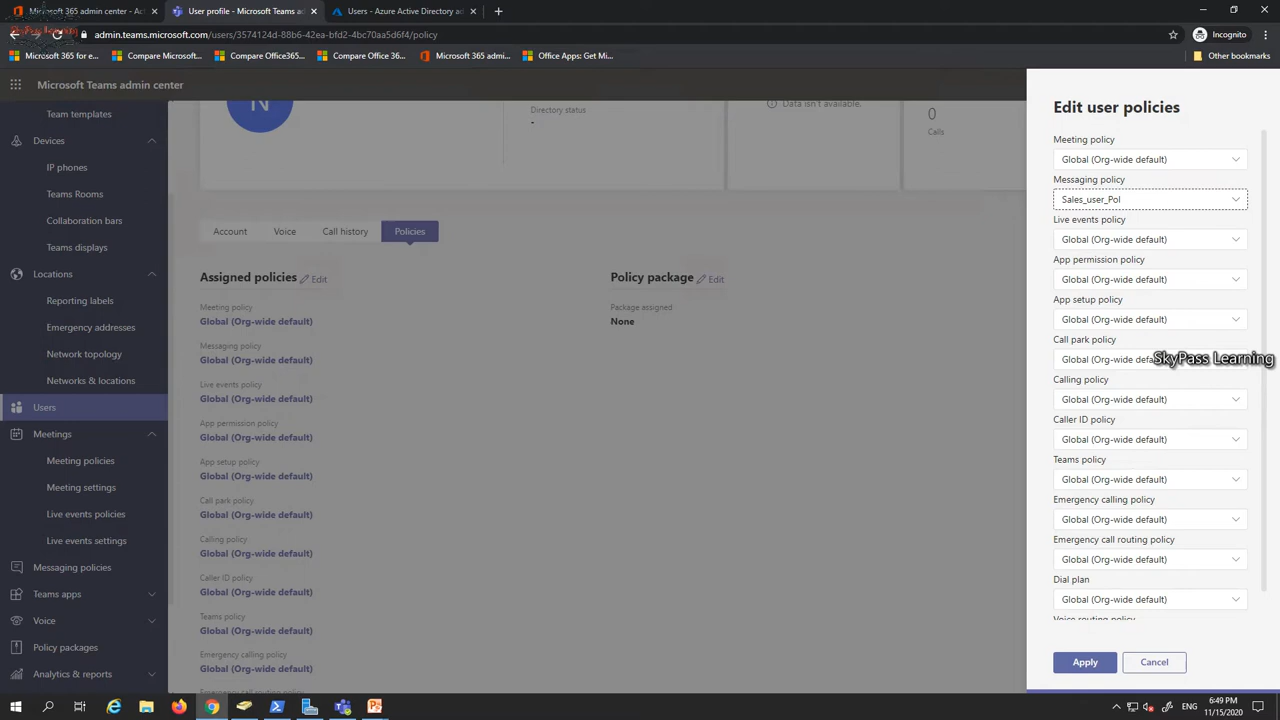 Microsoft 365 admin center - Act
User profile - Microsoft Teams ad
Users - Azure Active Directory ad
admin.teams.microsoft.com/users/3574124d-88b6-42ea-bfd2-4bc70aa5d6f4/policy
Incognito
Microsoft 365 for e...
Compare Microsof...
Compare Office365...
Compare Office 36...
Microsoft 365 admi...
Office Apps: Get Mi...
Other bookmarks
Microsoft Teams admin center
Team templates
Devices
IP phones
Teams Rooms
Collaboration bars
Teams displays
Locations
Reporting labels
Emergency addresses
Network topology
Networks & locations
Users
Meetings
Meeting policies
Meeting settings
Live events policies
Live events settings
Messaging policies
Teams apps
Voice
Policy packages
Analytics & reports
N
Directory status
-
Data isn't available.
0
Calls
Account
Voice
Call history
Policies
Assigned policies
Edit
Meeting policy
Global (Org-wide default)
Messaging policy
Global (Org-wide default)
Live events policy
Global (Org-wide default)
App permission policy
Global (Org-wide default)
App setup policy
Global (Org-wide default)
Call park policy
Global (Org-wide default)
Calling policy
Global (Org-wide default)
Caller ID policy
Global (Org-wide default)
Teams policy
Global (Org-wide default)
Emergency calling policy
Global (Org-wide default)
Emergency call routing policy
Policy package
Edit
Package assigned
None
Edit user policies
Meeting policy
Global (Org-wide default)
Messaging policy
Sales_user_Pol
Live events policy
Global (Org-wide default)
App permission policy
Global (Org-wide default)
App setup policy
Global (Org-wide default)
Call park policy
Global (Org-wide defa
SkyPass Learning
Calling policy
Global (Org-wide default)
Caller ID policy
Global (Org-wide default)
Teams policy
Global (Org-wide default)
Emergency calling policy
Global (Org-wide default)
Emergency call routing policy
Global (Org-wide default)
Dial plan
Global (Org-wide default)
Voice routing policy
Apply
Cancel
ENG
6:49 PM
11/15/2020